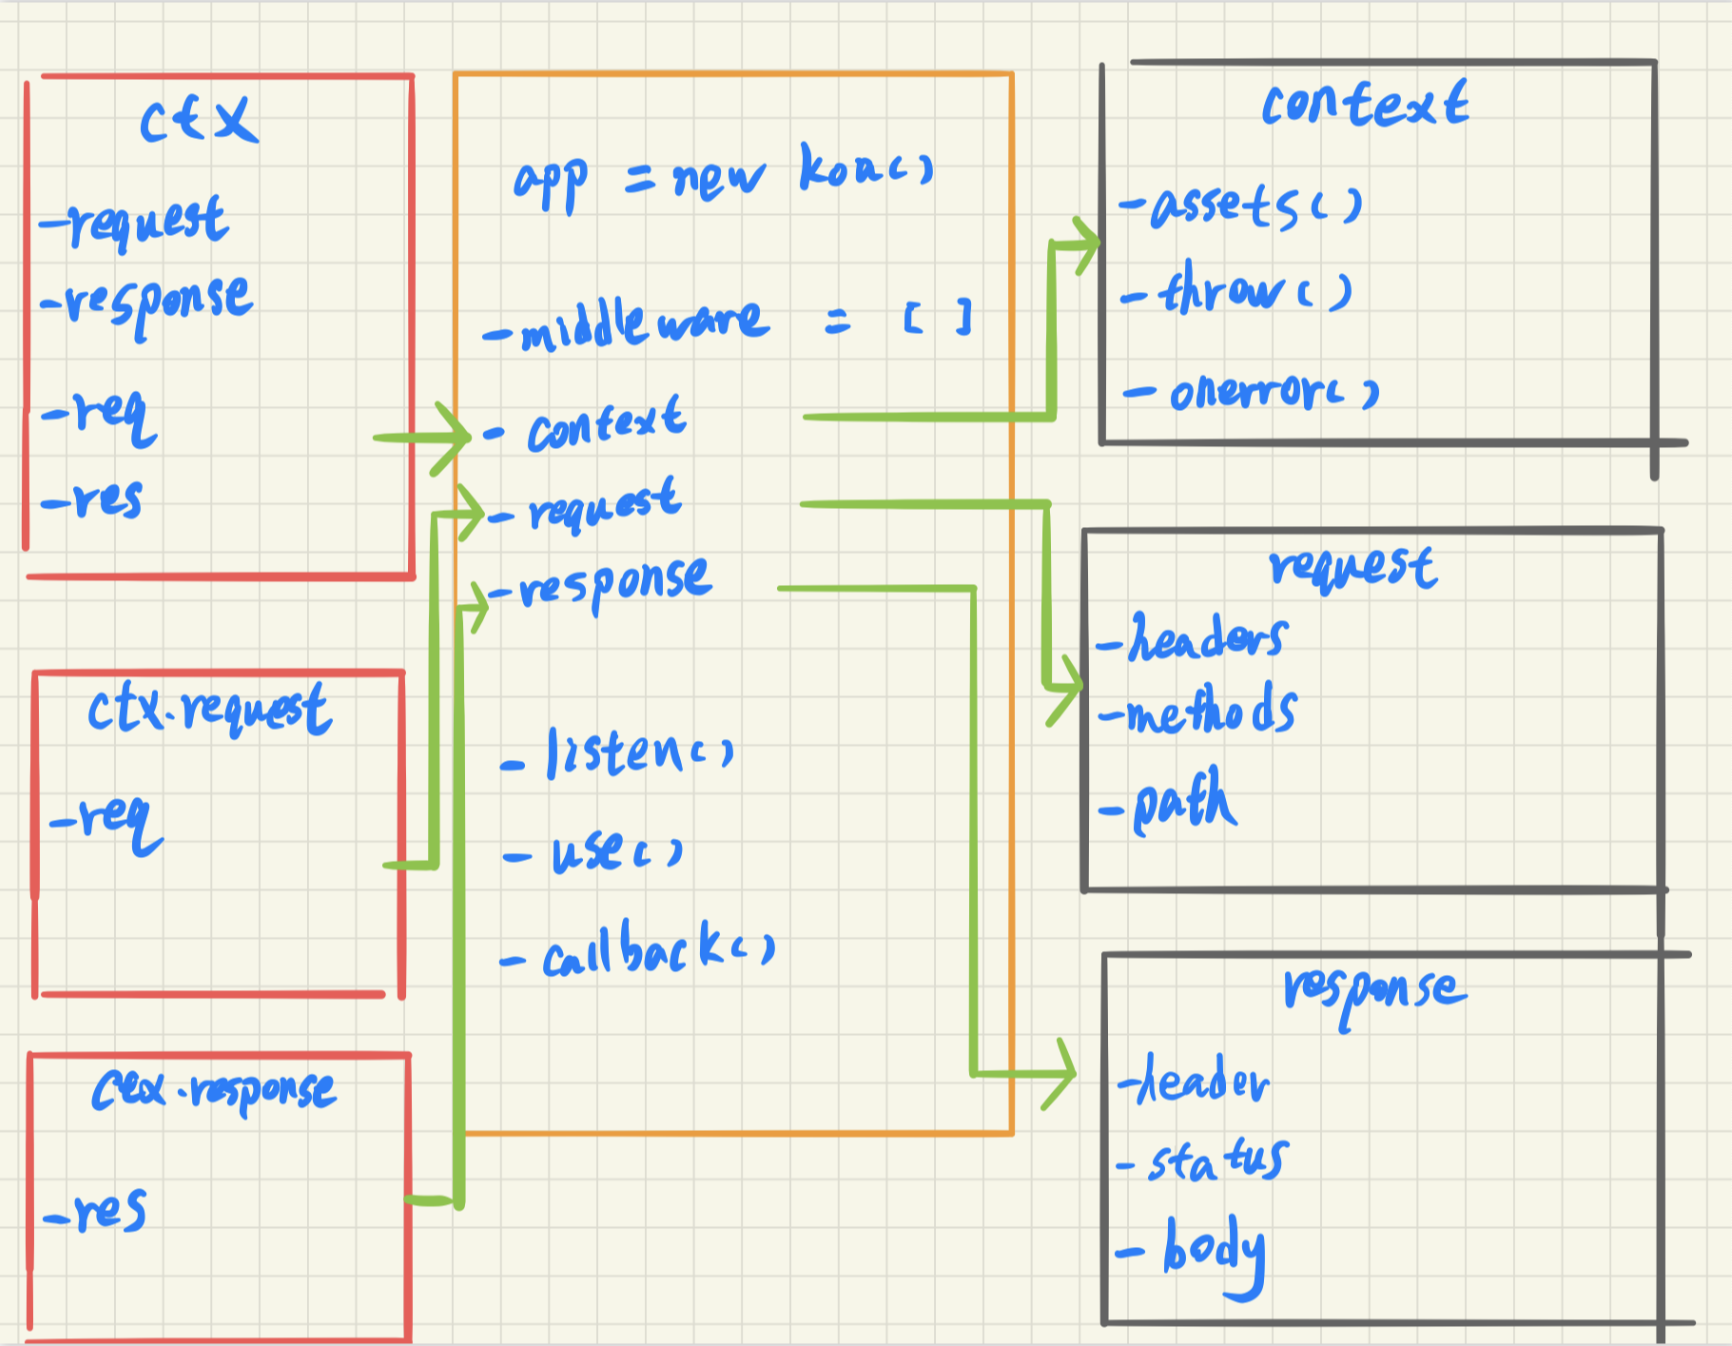 ctx
-request
-response
-req
-res
ctx.request
-req
ctx.response
-res
app = new koa()
-middleware = [ ]
- context
- request
-response
- listen()
- use()
- callback()
context
-assets()
-throw()
-onerror()
request
-headers
-methods
-path
response
-header
-status
- body